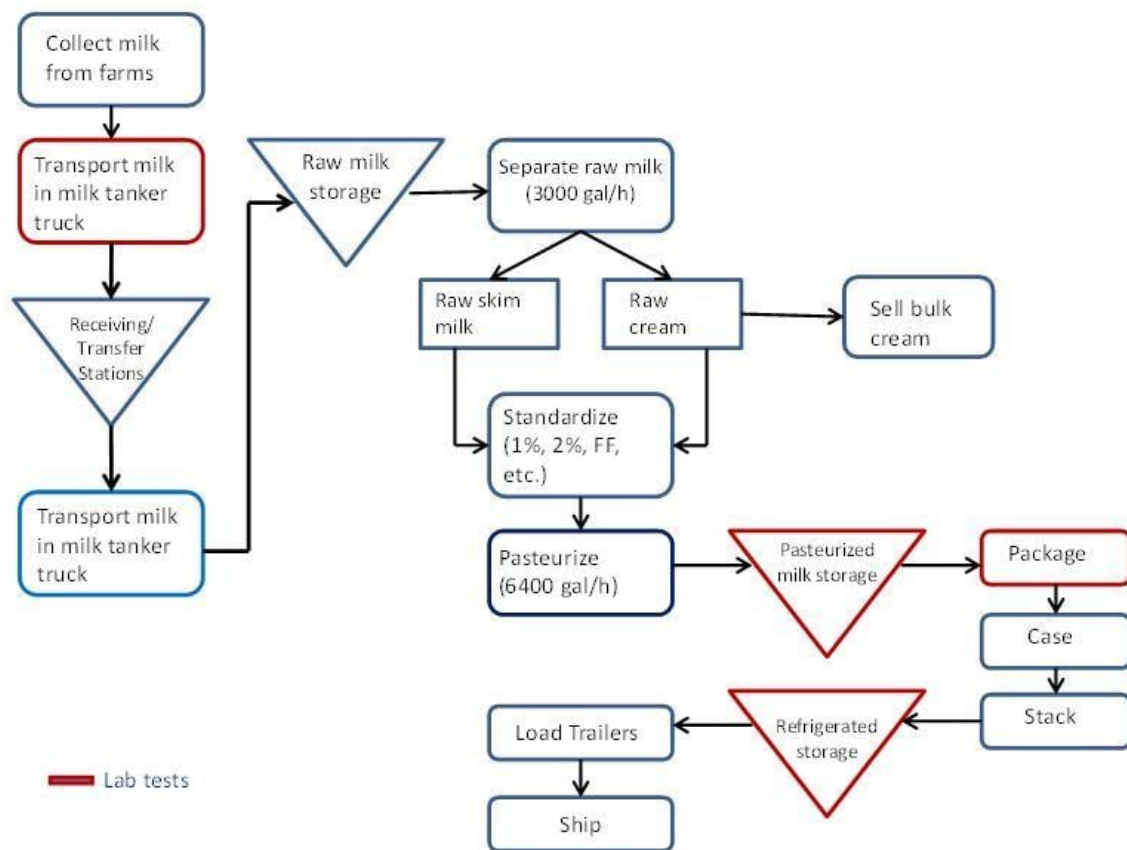 Collect milk
from farms
Transport milk
in milk tanker
truck
Receiving/
Transfer
Stations
Transport milk
in milk tanker
truck
Raw milk
storage
Separate raw milk
(3000 gal/h)
Raw skim
milk
Raw
cream
Sell bulk
cream
Standardize
(1%, 2%, FF,
etc.)
Pasteurize
(6400 gal/h)
Pasteurized
milk storage
Package
Case
Stack
Refrigerated
storage
Load Trailers
Ship
Lab tests